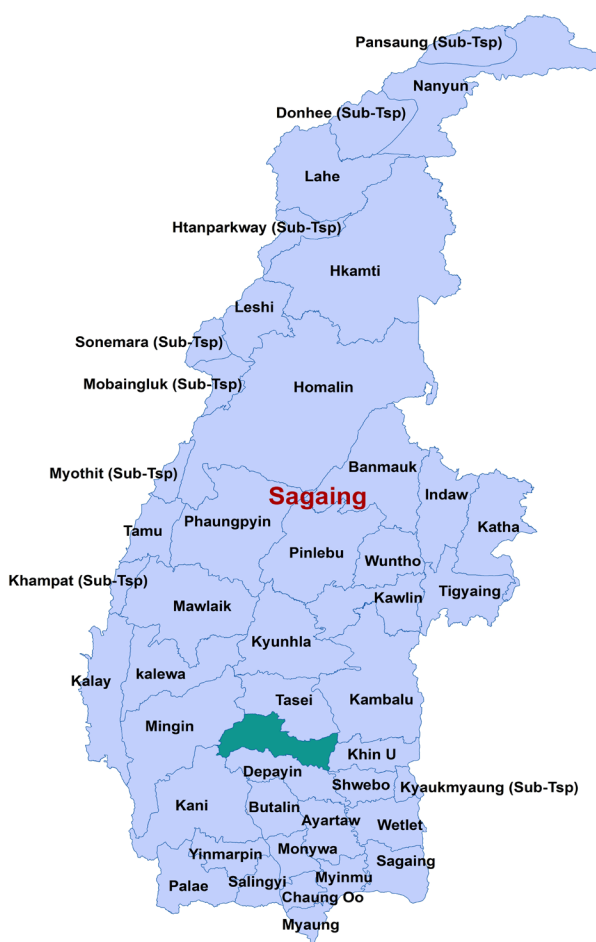 Pansaung (Sub-Tsp)
Nanyun
Donhee (Sub-Tsp)
Lahe
Htanparkway (Sub-Tsp)
Hkamti
Leshi
Sonemara (Sub-Tsp)
Mobaingluk (Sub-Tsp)
Homalin
Banmauk
Myothit (Sub-Tsp)
Indaw
Sagaing
Phaungpyin
Katha
Tamu
Pinlebu
Wuntho
Khampat (Sub-Tsp)
Tigyaing
Kawlin
Mawlaik
Kyunhla
kalewa
Kalay
Tasei
Kambalu
Mingin
Khin U
Depayin
Shwebo
Kyaukmyaung (Sub-Tsp)
Kani
Butalin
Ayartaw
Wetlet
Monywa
Yinmarpin
Sagaing
Myinmu
Salingyi
Palae
Chaung Oo
Myaung